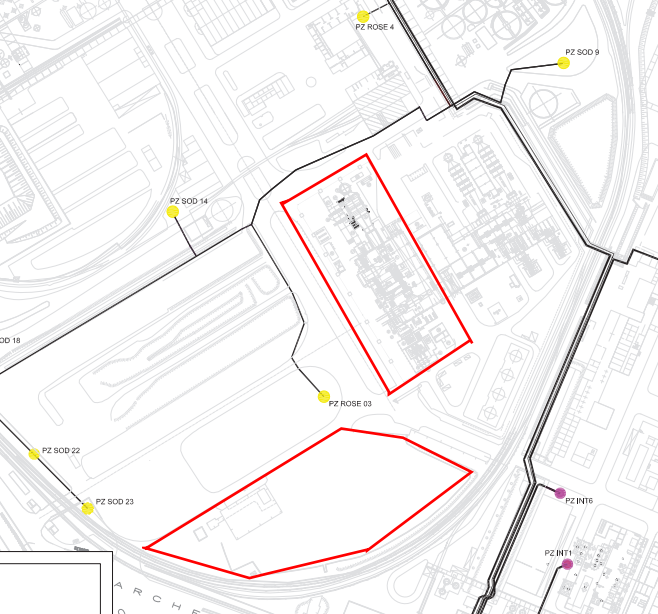 PZ ROSE 4
PZ SOD 9
PZ SOD 14
OD 18
PZ ROSE 03
PZ SOD 22
PZ SOD 23
PZ INT6
PZ INT1
A R C H E